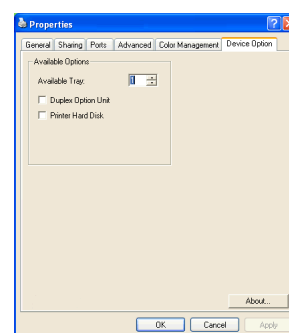 Properties
General Sharing Ports Advanced Color Management Device Option
Available Options
Available Tray: 1
Duplex Option Unit
Printer Hard Disk
About...
OK Cancel Apply